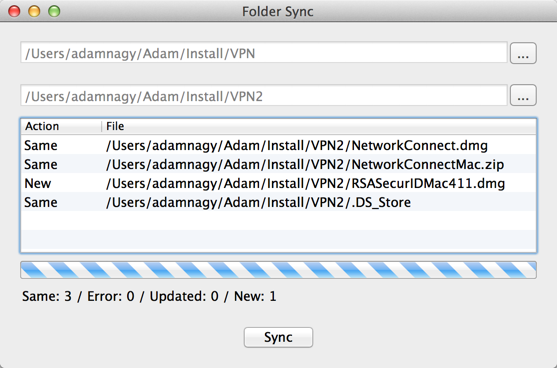 Folder Sync
/Users/adamnagy/Adam/Install/VPN ...
/Users/adamnagy/Adam/Install/VPN2 ...
Action File
Same /Users/adamnagy/Adam/Install/VPN2/NetworkConnect.dmg
Same /Users/adamnagy/Adam/Install/VPN2/NetworkConnectMac.zip
New /Users/adamnagy/Adam/Install/VPN2/RSASecurIDMac411.dmg
Same /Users/adamnagy/Adam/Install/VPN2/.DS_Store
Same: 3 / Error: 0 / Updated: 0 / New: 1
Sync